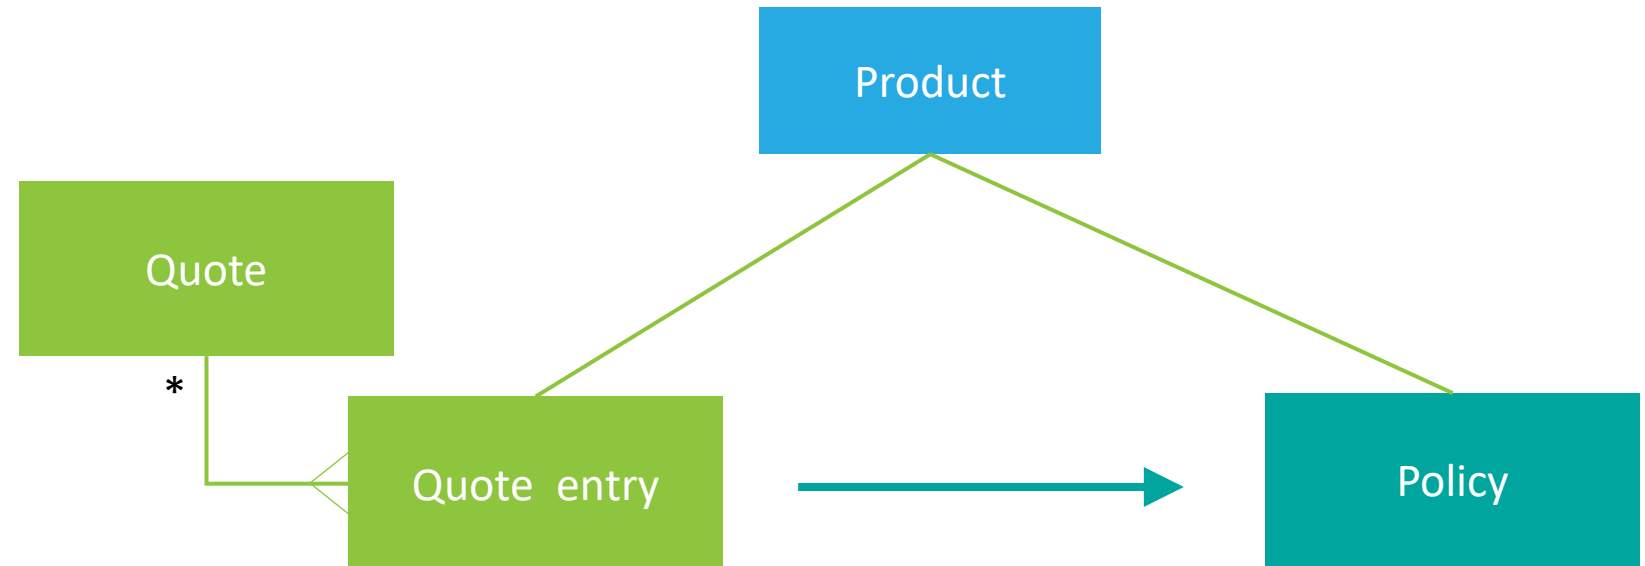 Product
Quote
*
Quote entry
Policy